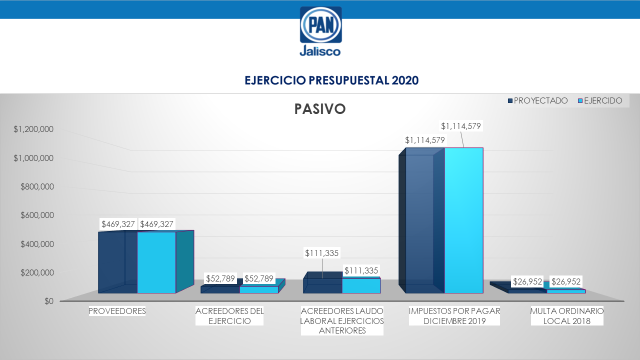 PAN
Jalisco
EJERCICIO PRESUPUESTAL 2020
PASIVO
PROYECTADO EJERCIDO
$1,200,000
$1,000,000
$800,000
$600,000
$400,000
$200,000
$0
$469,327 $469,327
$52,789 $52,789
$111,335
$111,335
$1,114,579
$1,114,579
$26,952 $26,952
PROVEEDORES
ACREEDORES DEL
EJERCICIO
ACREEDORES LAUDO
LABORAL EJERCICIOS
ANTERIORES
IMPUESTOS POR PAGAR
DICIEMBRE 2019
MULTA ORDINARIO
LOCAL 2018